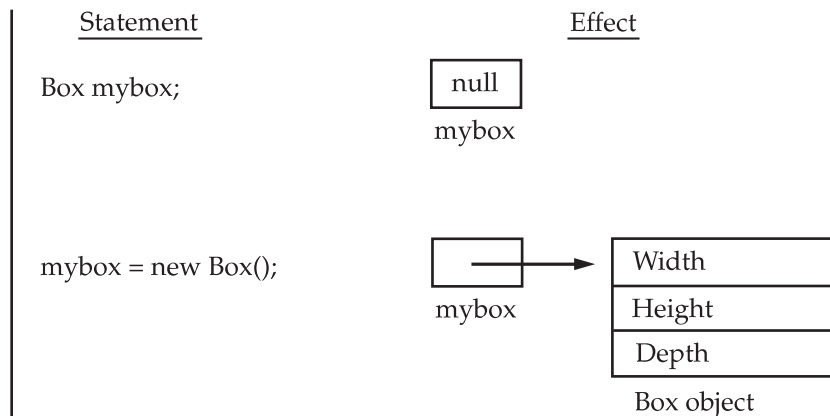 Statement
Effect
Box mybox;
null
mybox
mybox = new Box();
mybox
Width
Height
Depth
Box object